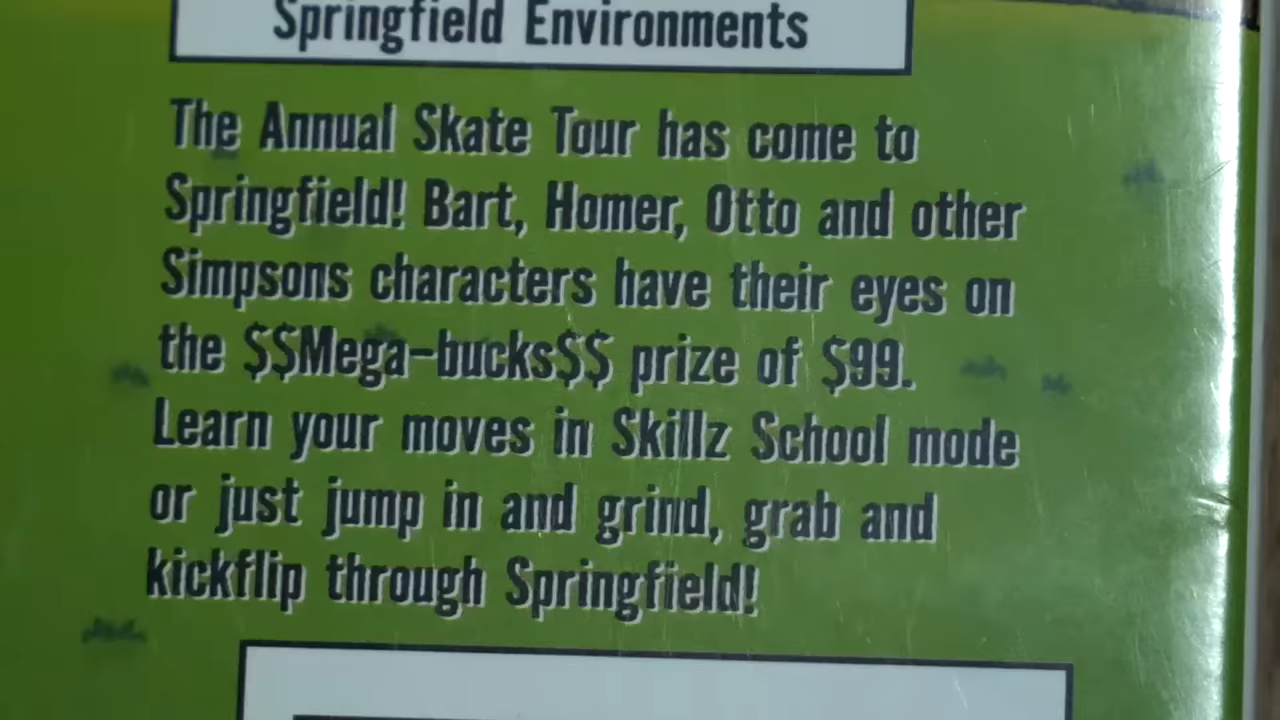 Springfield Environments
The Annual Skate Tour has come to
Springfield! Bart, Homer, Otto and other
Simpsons characters have their eyes on
the $$Mega-bucks$$ prize of $99.
Learn your moves in Skillz School mode
or just jump in and grind, grab and
kickflip through Springfield!